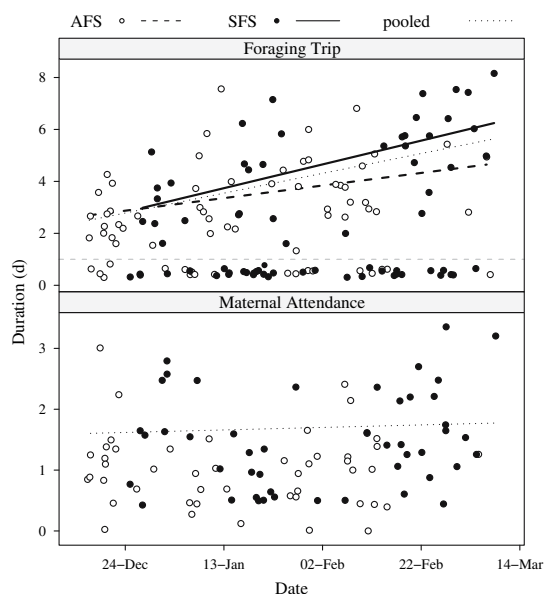 AFS SFS pooled
Foraging Trip
8
6
4
2
0
Duration (d)
Maternal Attendance
3
2
1
0
24–Dec 13–Jan 02–Feb 22–Feb 14–Mar
Date